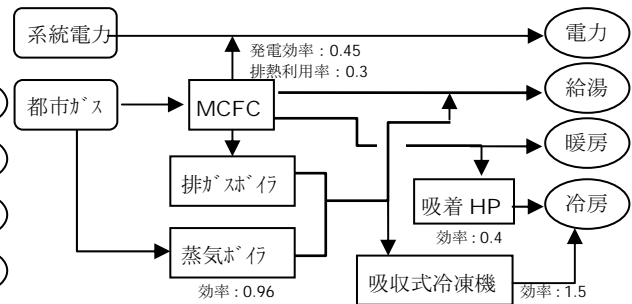 系統電力
電力
発電効率：0.45
排熱利用率：0.3
給湯
都市ｶﾞｽ
MCFC
暖房
排ｶﾞｽﾎﾞｲﾗ
吸着 HP
冷房
効率：0.4
蒸気ﾎﾞｲﾗ
効率：0.96
吸収式冷凍機
効率：1.5